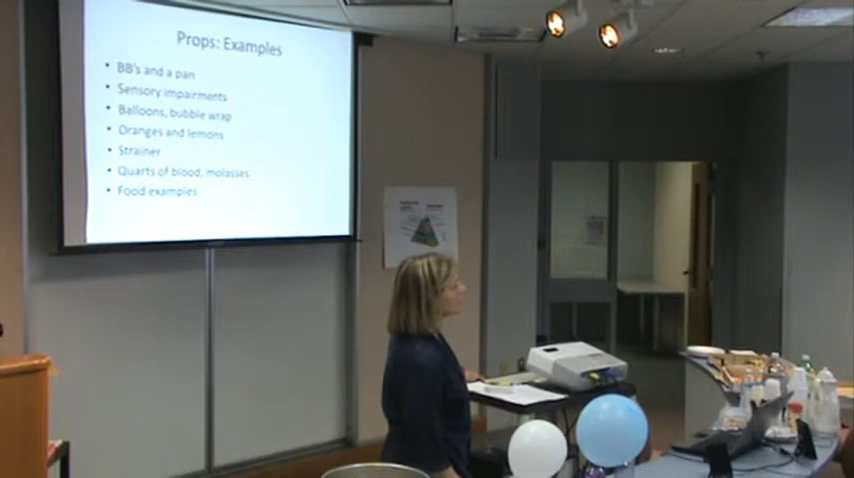 Props: Examples
• BB's and a pan
• Sensory impairments
• Balloons, bubble wrap
• Oranges and lemons
• Strainer
• Quarts of blood, molasses
• Food examples